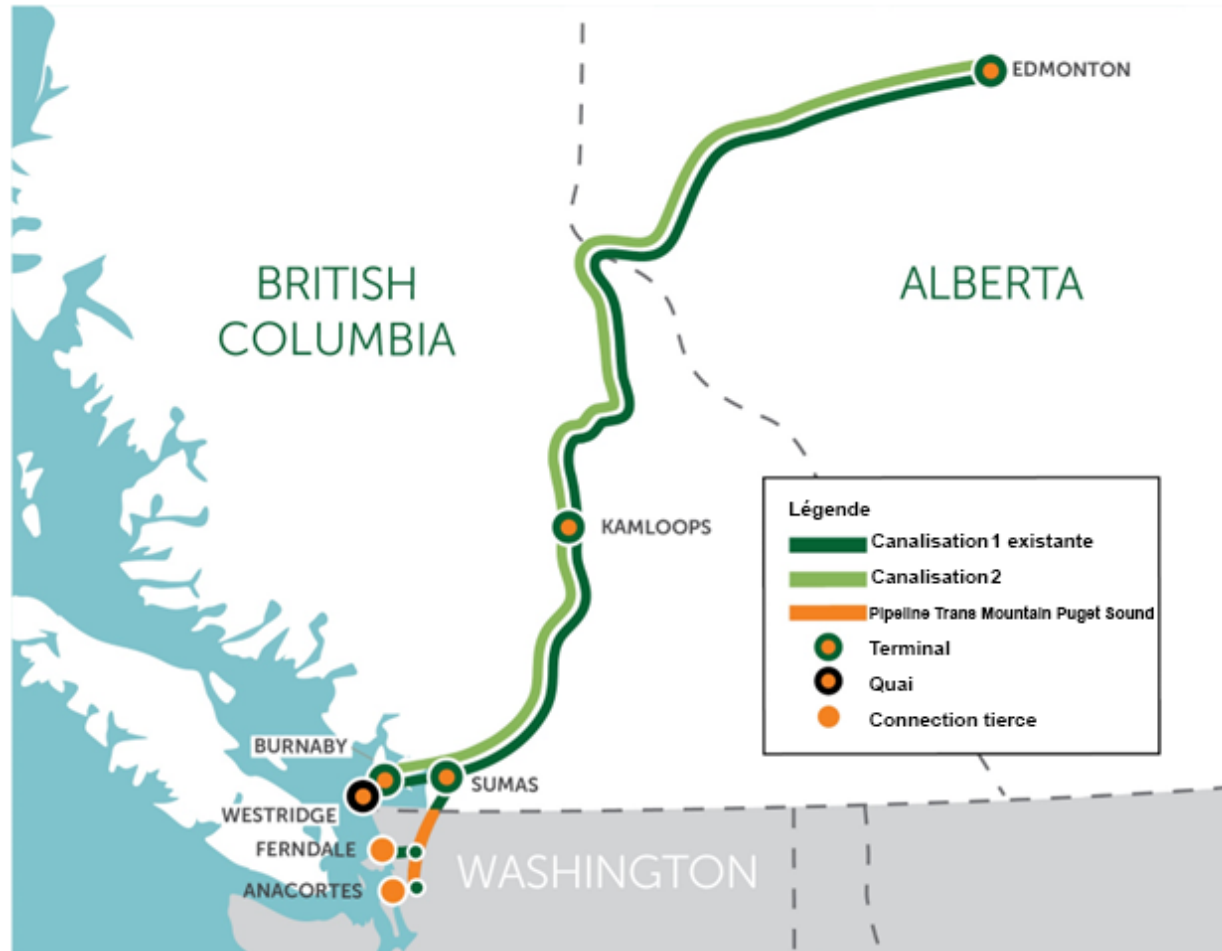 EDMONTON
BRITISH
COLUMBIA
ALBERTA
KAMLOOPS
Légende
Canalisation 1 existante
Canalisation 2
Pipeline Trans Mountain Puget Sound
Terminal
Quai
Connection tierce
BURNABY
SUMAS
WESTRIDGE
FERNDALE
WASHINGTON
ANACORTES